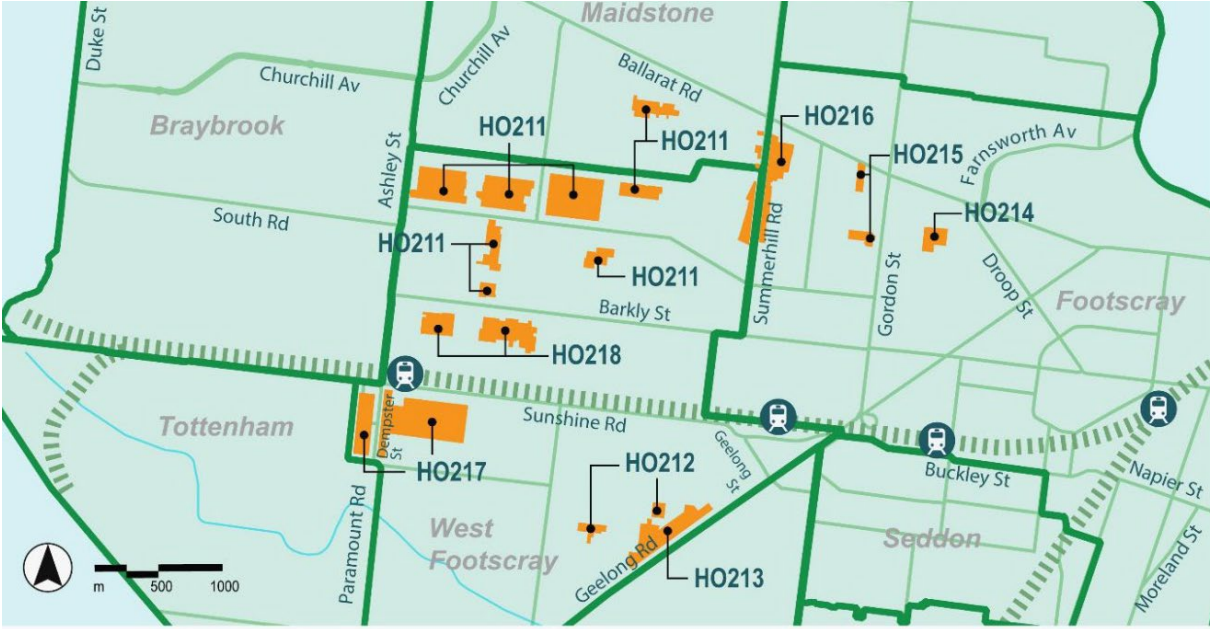 Maidstone
Duke St
Churchill Av
Churchill Av
Ballarat Rd
Braybrook
HO211
HO211
HO216
HO215
Farnsworth Av
Ashley St
South Rd
HO214
HO211
HO211
Summerhill Rd
Gordon St
Droop St
Footscray
Barkly St
HO218
Tottenham
Dempster
St
Sunshine Rd
HO217
HO212
Geelong
St
Buckley St
Napier St
Paramount Rd
West
Footscray
Geelong Rd
HO213
Seddon
Moreland St
m 500 1000